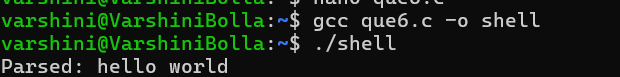 varshini@VarshiniBolla:~$ gcc que6.c -o shell
varshini@VarshiniBolla:~$ ./shell
Parsed: hello world